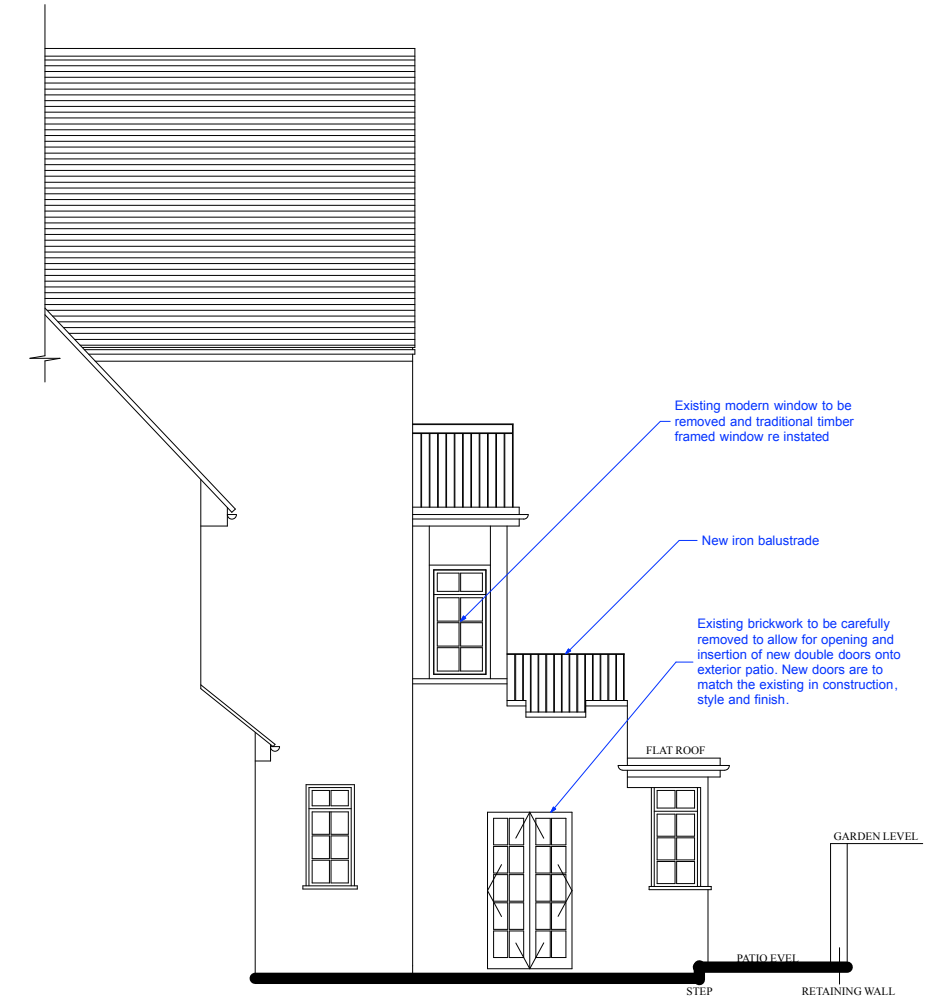 Existing modern window to be
removed and traditional timber
framed window re instated
New iron balustrade
Existing brickwork to be carefully
removed to allow for opening and
insertion of new double doors onto
exterior patio. New doors are to
match the existing in construction,
style and finish.
FLAT ROOF
GARDEN LEVEL
PATIO EVEL
STEP
RETAINING WALL